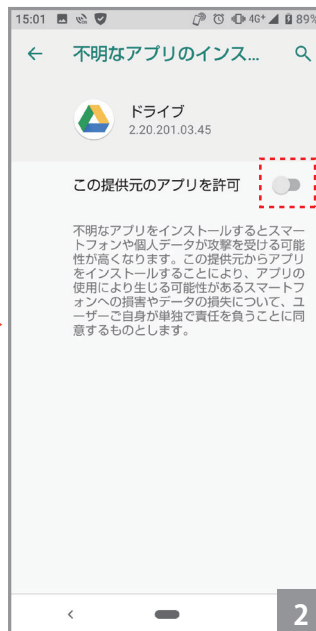 15:01 4G+ 89%
不明なアプリのインス...
ドライブ
2.20.201.03.45
この提供元のアプリを許可
不明なアプリをインストールするとスマー
トフォンや個人データが攻撃を受ける可能
性が高くなります。この提供元からアプリ
をインストールすることにより、アプリの
使用により生じる可能性があるスマートフ
ォンへの損害やデータの損失について、ユ
ーザーご自身が単独で責任を負うことに同
意するものとします。
2